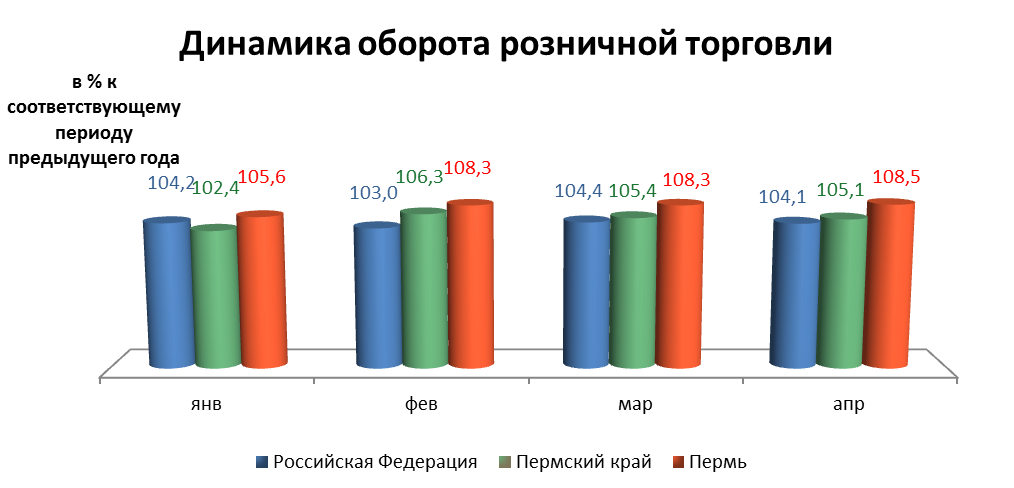 Динамика оборота розничной торговли
в % к
соответствующему
периоду
предыдущего года
104,2 102,4 105,6 103,0 106,3 108,3 104,4 105,4 108,3 104,1 105,1 108,5
янв фев мар апр
Российская Федерация Пермский край Пермь